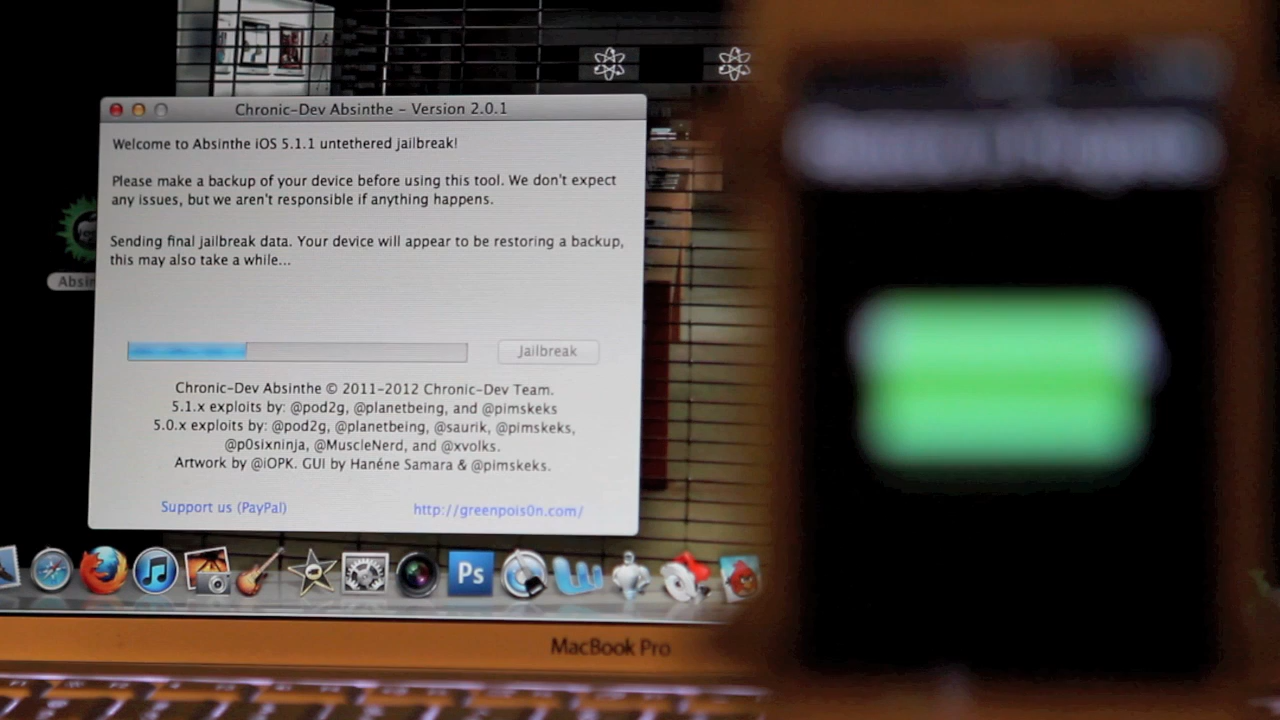 Chronic-Dev Absinthe - Version 2.0.1
Welcome to Absinthe iOS 5.1.1 untethered jailbreak!
Please make a backup of your device before using this tool. We don't expect
any issues, but we aren't responsible if anything happens.
Sending final jailbreak data. Your device will appear to be restoring a backup,
this may also take a while...
Jailbreak
Chronic-Dev Absinthe © 2011-2012 Chronic-Dev Team.
5.1.x exploits by: @pod2g, @planetbeing, and @pimskeks
5.0.x exploits by: @pod2g, @planetbeing, @saurik, @pimskeks,
@p0sixninja, @MuscleNerd, and @xvolks.
Artwork by @iOPK. GUI by Hanéne Samara & @pimskeks.
Support us (PayPal)
http://greenpois0n.com/
Ps
MacBook Pro